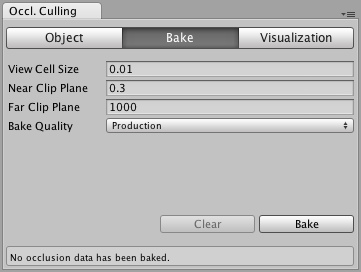 Occl. Culling
Object Bake Visualization
View Cell Size 0.01
Near Clip Plane 0.3
Far Clip Plane 1000
Bake Quality Production
Clear Bake
No occlusion data has been baked.